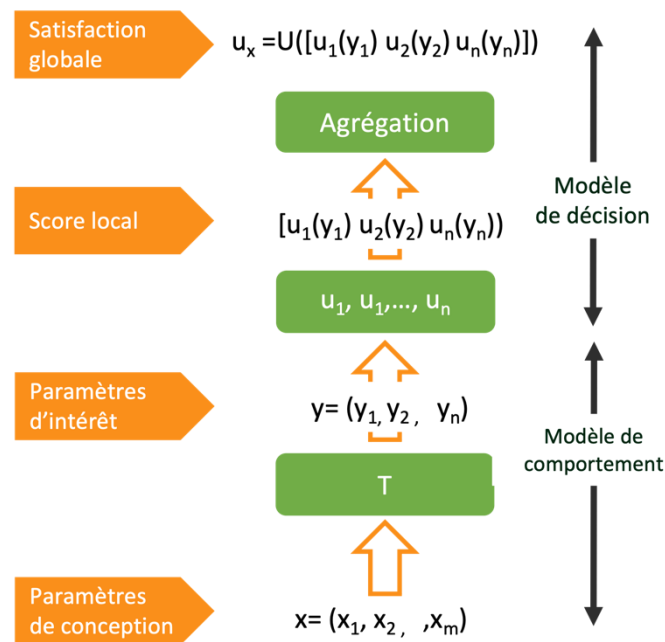 Satisfaction
globale
u_x =U([u_1(y_1) u_2(y_2) u_n(y_n)])
Agrégation
Score local
[u_1(y_1) u_2(y_2) u_n(y_n))
Modèle
de décision
u_1, u_1,..., u_n
Paramètres
d'intérêt
y= (y_1, y_2 ,   y_n)
Modèle de
comportement
T
Paramètres
de conception
x= (x_1, x_2 ,   ,x_m)